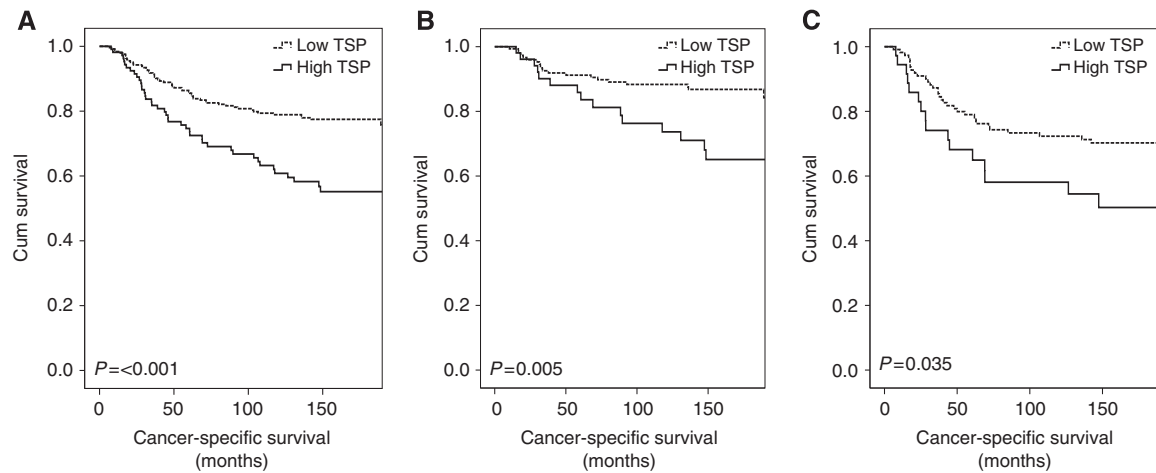 A
1.0
0.8
0.6
0.4
0.2
0.0
Cum survival
Low TSP
High TSP
P=<0.001
0
50
100
150
Cancer-specific survival
(months)
B
1.0
0.8
0.6
0.4
0.2
0.0
Cum survival
Low TSP
High TSP
P=0.005
0
50
100
150
Cancer-specific survival
(months)
C
1.0
0.8
0.6
0.4
0.2
0.0
Cum survival
Low TSP
High TSP
P=0.035
0
50
100
150
Cancer-specific survival
(months)